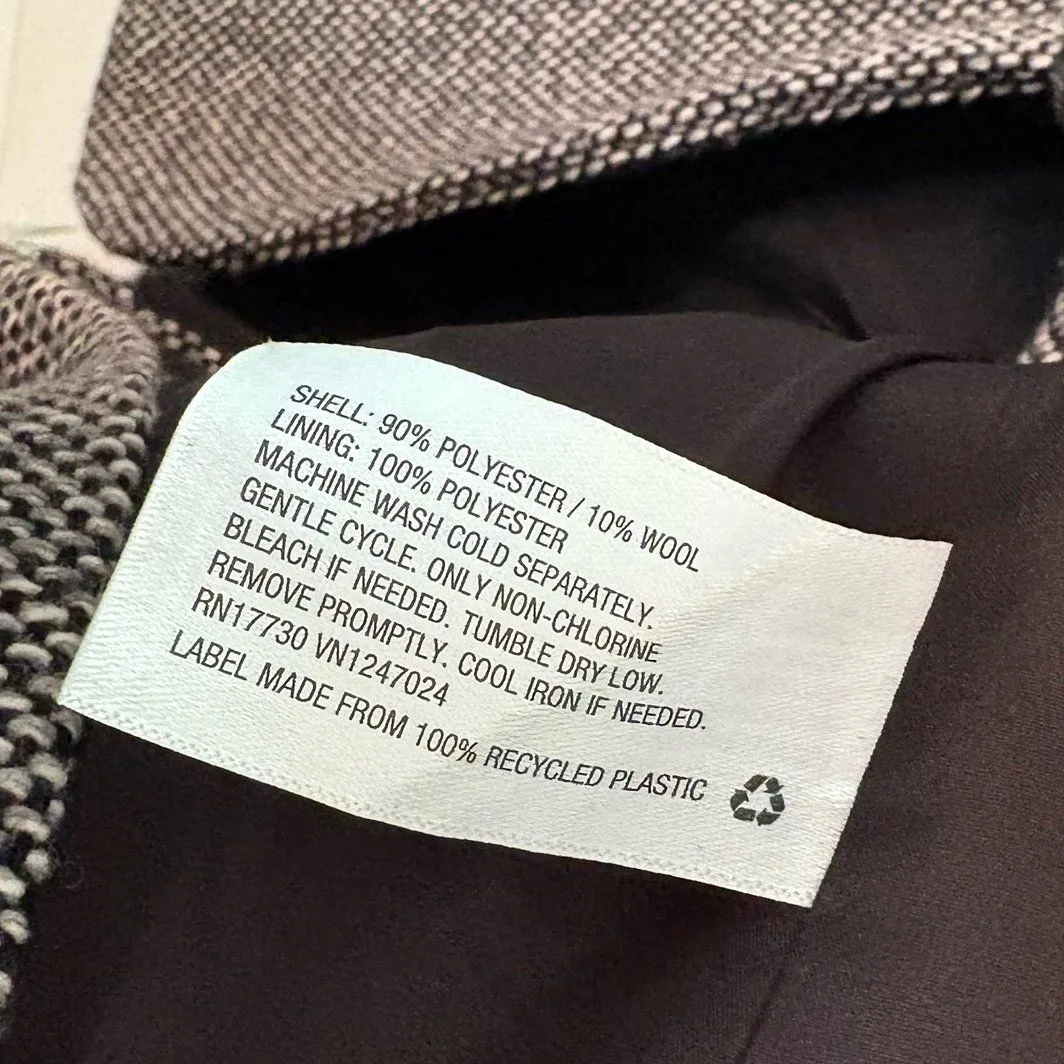 SHELL: 90% POLYESTER / 10% WOOL
LINING: 100% POLYESTER
MACHINE WASH COLD SEPARATELY.
GENTLE CYCLE. ONLY NON-CHLORINE
BLEACH IF NEEDED. TUMBLE DRY LOW.
REMOVE PROMPTLY. COOL IRON IF NEEDED.
RN17730 VN1247024
LABEL MADE FROM 100% RECYCLED PLASTIC